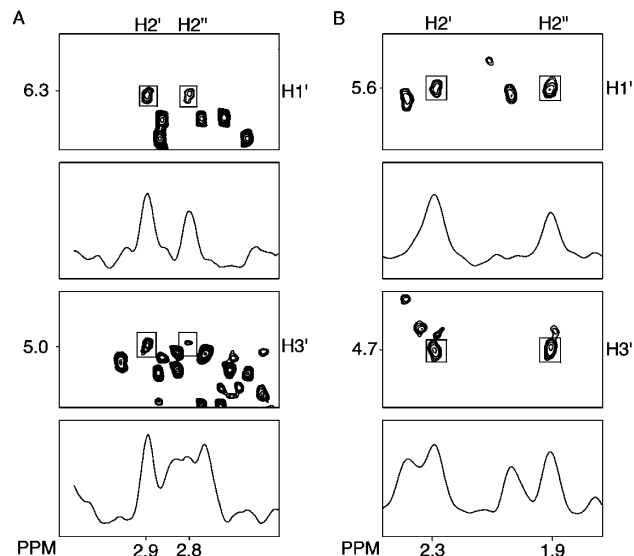 A
B
H2' H2"
H2' H2"
6.3
H1'
5.6
H1'
5.0
H3'
4.7
H3'
PPM 2.9 2.8
PPM 2.3 1.9